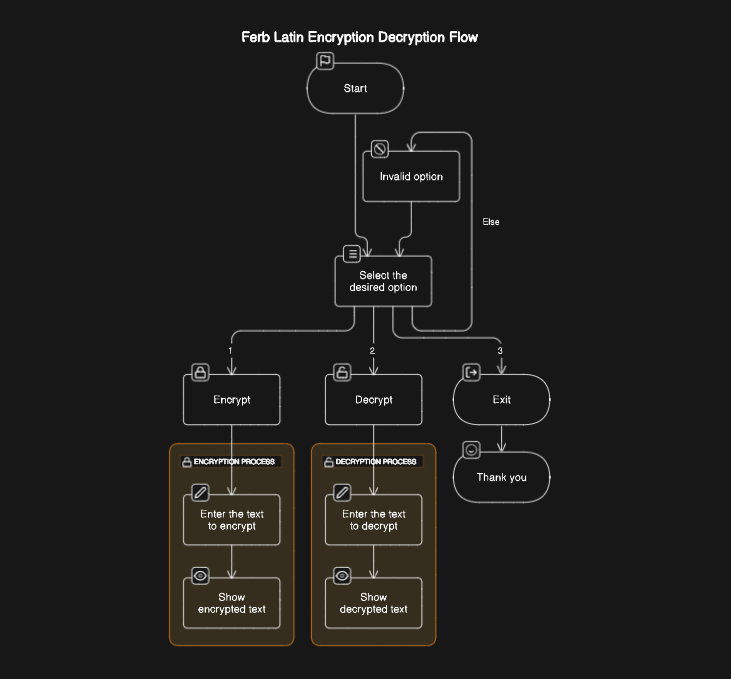 Ferb Latin Encryption Decryption Flow
Start
Invalid option
Else
Select the
desired option
1
2
3
Encrypt
Decrypt
Exit
ENCRYPTION PROCESS
DECRYPTION PROCESS
Thank you
Enter the text
to encrypt
Enter the text
to decrypt
Show
encrypted text
Show
decrypted text